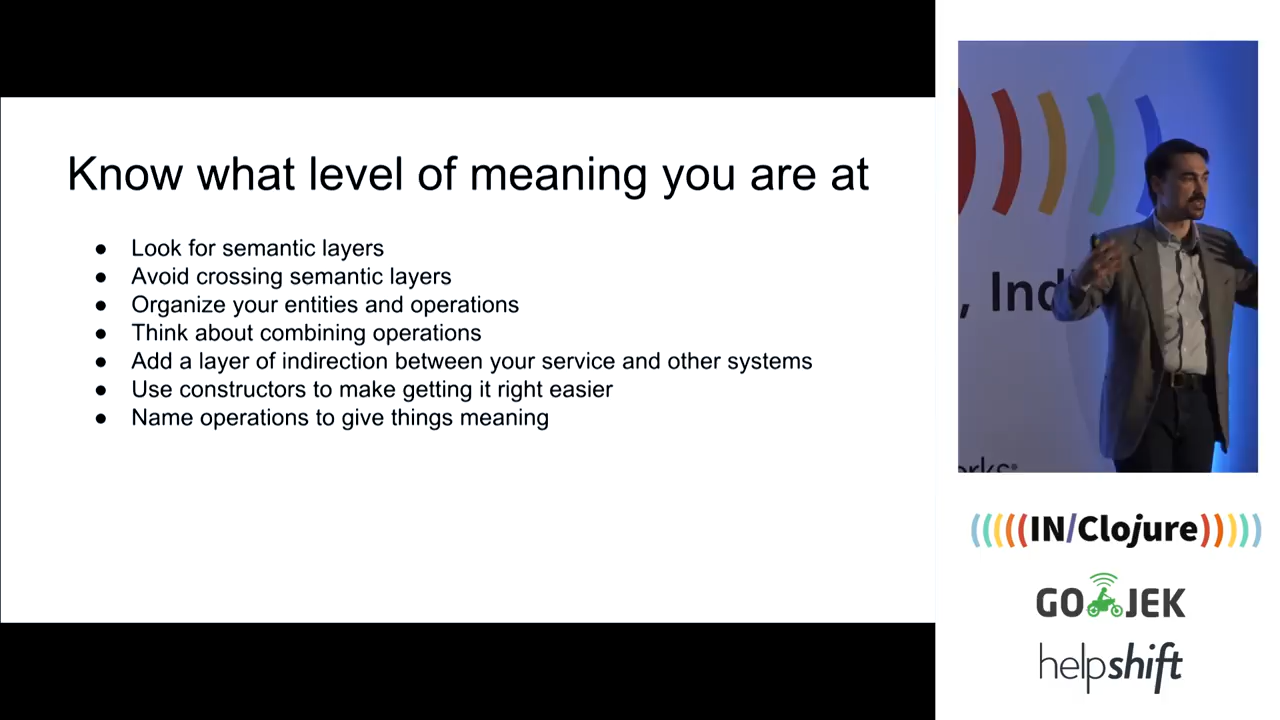 Know what level of meaning you are at
● Look for semantic layers
● Avoid crossing semantic layers
● Organize your entities and operations
● Think about combining operations
● Add a layer of indirection between your service and other systems
● Use constructors to make getting it right easier
● Name operations to give things meaning
, Ind
((((( IN/Clojure )))))
GO JEK
helpshift